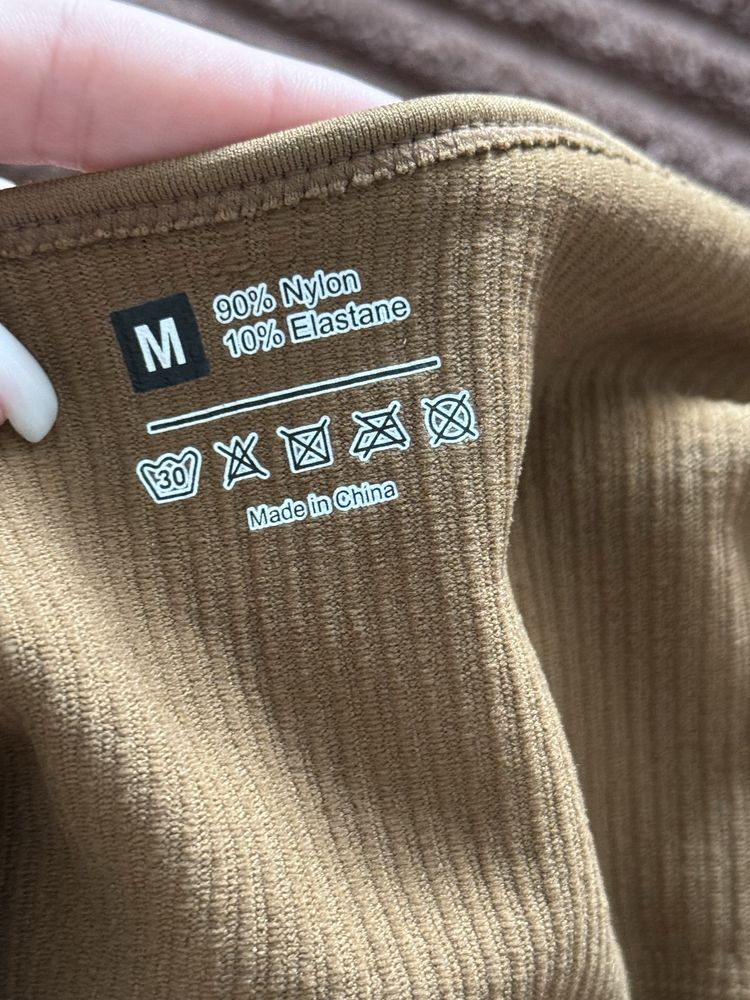 M
90% Nylon
10% Elastane
30
Made in China